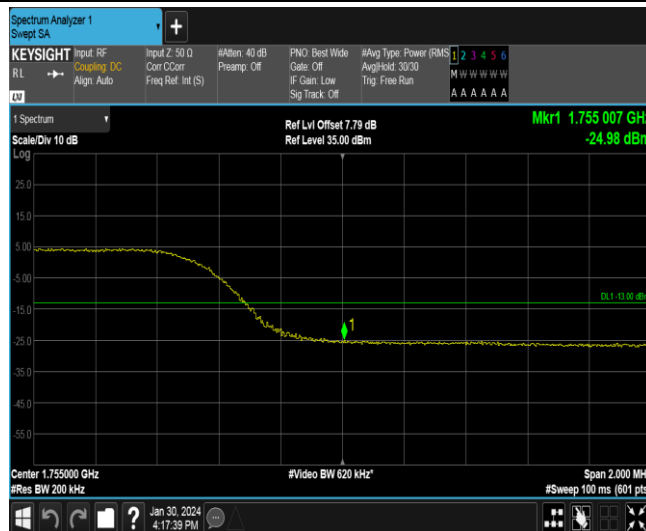 Spectrum Analyzer 1
Swept SA
KEYSIGHT
RL
Input: RF
Coupling: DC
Align: Auto
Input Z: 50 Ω
Corr CCorr
Freq Ref: Int (S)
#Atten: 40 dB
Preamp: Off
PNO: Best Wide
Gate: Off
IF Gain: Low
Sig Track: Off
#Avg Type: Power (RMS
Avg|Hold: 30/30
Trig: Free Run
1 2 3 4 5 6
M W W W W W
A A A A A A
1 Spectrum
Scale/Div 10 dB
Log
Ref Lvl Offset 7.79 dB
Ref Level 35.00 dBm
Mkr1 1.755 007 GHz
-24.98 dBm
25.0
15.0
5.00
-5.00
DL1 -13.00 dBm
-15.0
1
-25.0
-35.0
-45.0
-55.0
Center 1.755000 GHz
#Res BW 200 kHz
#Video BW 620 kHz*
Span 2.000 MH
#Sweep 100 ms (601 pts
?
Jan 30, 2024
4:17:39 PM